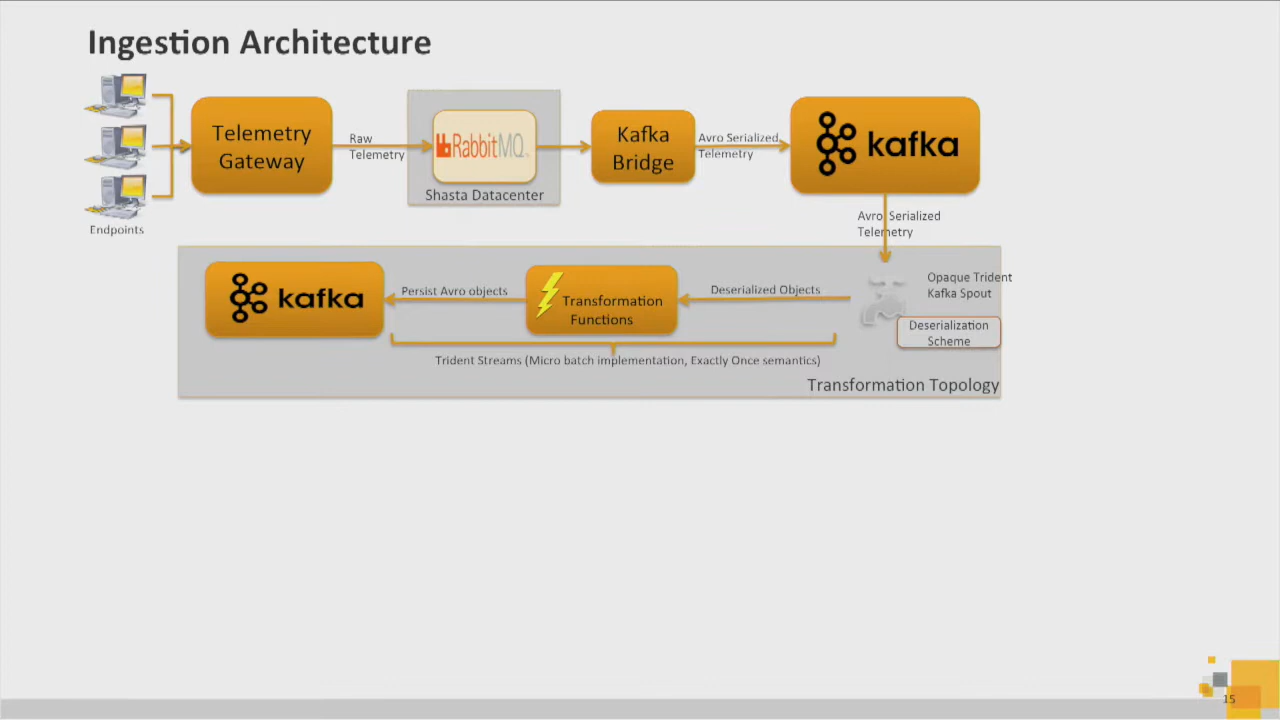 Ingestion Architecture
Telemetry
Gateway
Raw
Telemetry
RabbitMQ
Shasta Datacenter
Kafka
Bridge
Avro Serialized
Telemetry
kafka
Endpoints
Avro Serialized
Telemetry
kafka
Persist Avro objects
Transformation
Functions
Deserialized Objects
Opaque Trident
Kafka Spout
Deserialization
Scheme
Trident Streams (Micro batch implementation, Exactly Once semantics)
Transformation Topology
15